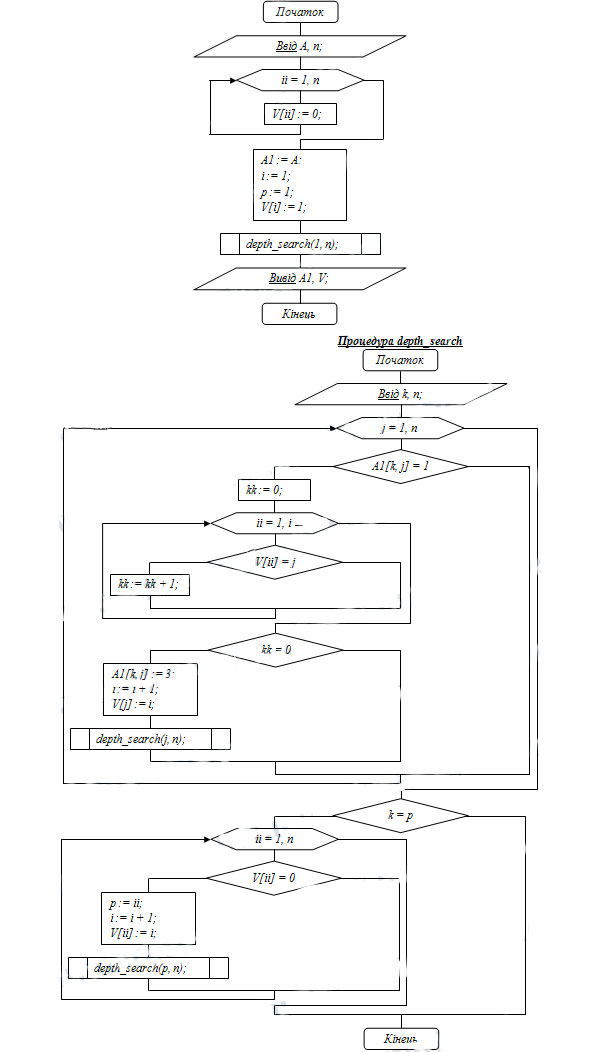 Початок
Ввід A, n;
ii = 1, n
V[ii] := 0;
A1 := A;
i := 1;
p := 1;
V[i] := 1;
depth_search(1, n);
Вивід A1, V;
Кінець
Процедура depth_search
Початок
Ввід k, n;
j = 1, n
A1[k, j] = 1
kk := 0;
ii = 1, i
V[ii] = j
kk := kk + 1;
kk = 0
A1[k, j] := 3;
i := i + 1;
V[j] := i;
depth_search(j, n);
k = p
ii = 1, n
V[ii] = 0
p := ii;
i := i + 1;
V[ii] := i;
depth_search(p, n);
Кінець